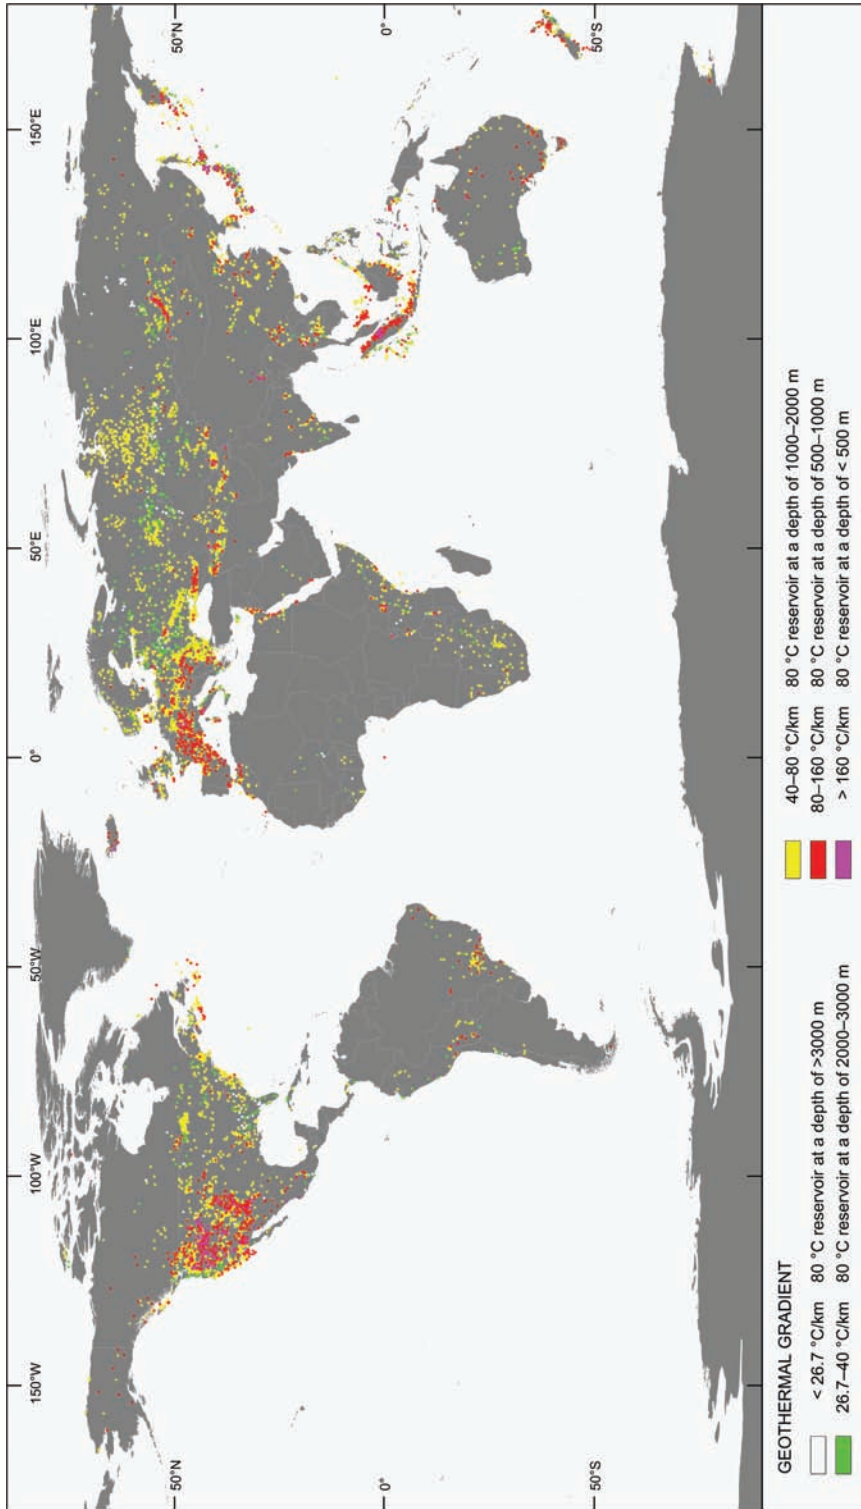 150°W 100°W 50°W 0° 50°E 100°E 150°E
50°N 50°N
0° 0°
50°S 50°S
GEOTHERMAL GRADIENT
< 26.7 °C/km 80 °C reservoir at a depth of >3000 m
26.7–40 °C/km 80 °C reservoir at a depth of 2000–3000 m
40–80 °C/km 80 °C reservoir at a depth of 1000–2000 m
80–160 °C/km 80 °C reservoir at a depth of 500–1000 m
> 160 °C/km 80 °C reservoir at a depth of < 500 m